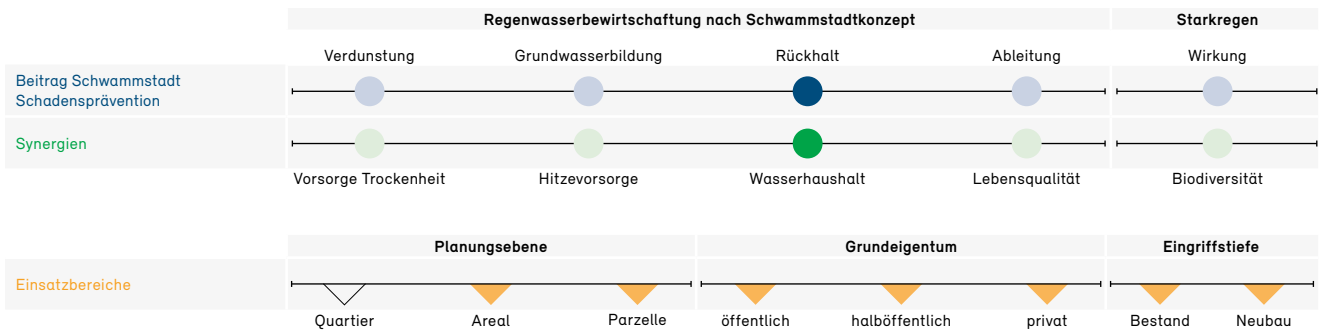 Regenwasserbewirtschaftung nach Schwammstadtkonzept
Starkregen
Verdunstung
Grundwasserbildung
Rückhalt
Ableitung
Wirkung
Beitrag Schwammstadt
Schadensprävention
Synergien
Vorsorge Trockenheit
Hitzevorsorge
Wasserhaushalt
Lebensqualität
Biodiversität
Planungsebene
Grundeigentum
Eingriffstiefe
Einsatzbereiche
Quartier
Areal
Parzelle
öffentlich
halböffentlich
privat
Bestand
Neubau